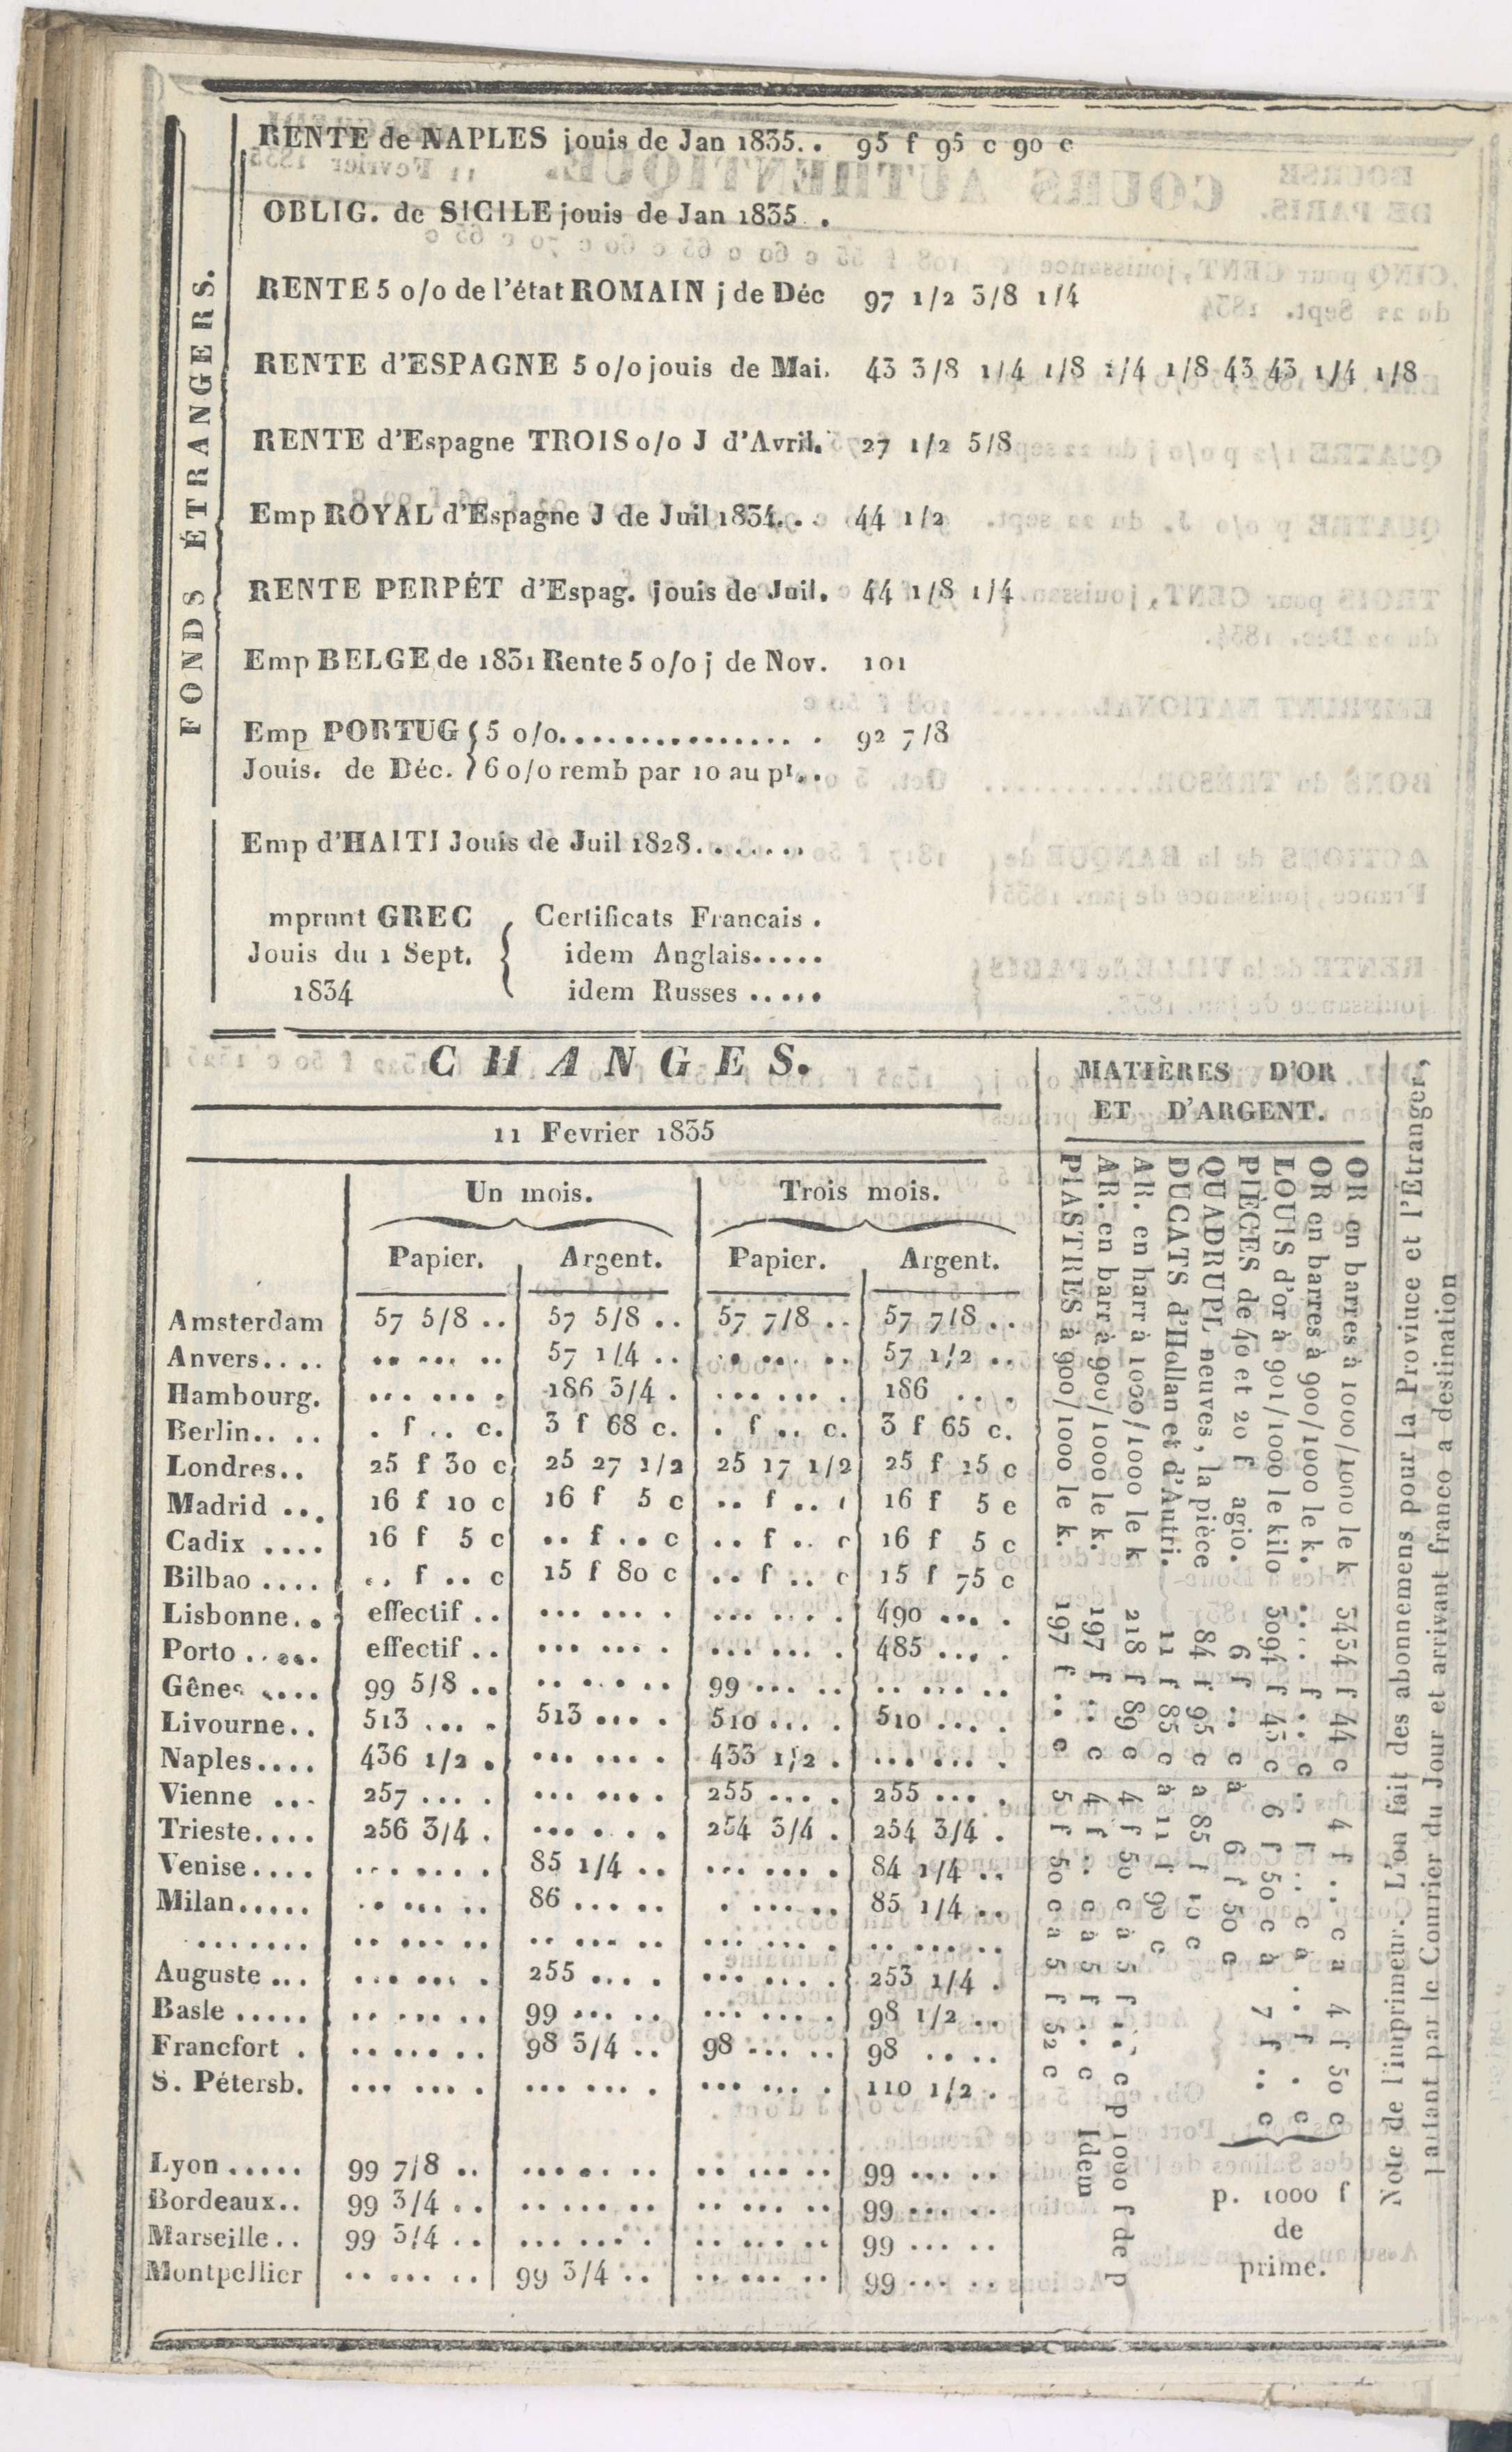 FONDS ÉTRANGERS.
RENTE de NAPLES jouis de Jan 1835. . 95 f 95 c 90 c
OBLIG. de SICILE jouis de Jan 1835 .
RENTE 5 o/o de l'état ROMAIN j de Déc 97 1/2 3/8 1/4
RENTE d'ESPAGNE 5 o/o jouis de Mai. 43 3/8 1/4 1/8 1/4 1/8 43 43 1/4 1/8
RENTE d'Espagne TROIS o/o J d'Avril. 27 1/2 5/8
Emp ROYAL d'Espagne J de Juil 1834. . . 44 1/2
RENTE PERPÉT d'Espag. jouis de Juil. 44 1/8 1/4
Emp BELGE de 1831 Rente 5 o/o j de Nov. 101
Emp PORTUG { 5 o/o................ . 92 7/8
Jouis. de Déc. } 6 o/o remb par 10 au pr. .
Emp d'HAITI Jouis de Juil 1828. . . . . . .
mprunt GREC { Certificats Francais .
Jouis du 1 Sept. idem Anglais.....
1834 idem Russes .....
CHANGES.
11 Fevrier 1835
Un mois. Trois mois.
Papier. Argent. Papier. Argent.
Amsterdam 57 5/8 .. 57 5/8 .. 57 7/8 .. 57 7/8 ..
Anvers.. .. .. ... .. 57 1/4 .. .. ... .. 57 1/2 ..
Hambourg. ... ... . 186 3/4 . ... ... . 186 .. .
Berlin.. .. . f .. c. 3 f 68 c. . f .. c. 3 f 65 c.
Londres.. 25 f 30 c 25 27 1/2 25 17 1/2 25 f 15 c
Madrid ... 16 f 10 c 16 f 5 c .. f .. c 16 f 5 c
Cadix .... 16 f 5 c .. f .. c .. f .. c 16 f 5 c
Bilbao .... .. f .. c 15 f 80 c .. f .. c 15 f 75 c
Lisbonne.. effectif .. ... ... . ... ... . 490 ... .
Porto ..... effectif .. ... ... . ... ... . 485 ... .
Gênes .... 99 5/8 .. .. ... .. 99 ... .. .. ... ..
Livourne.. 513 ... . 513 ... . 510 ... . 510 ... .
Naples.... 436 1/2 . ... ... . 433 1/2 . ... ... .
Vienne ... 257 ... . ... ... . 255 ... . 255 ... .
Trieste.... 256 3/4 . ... ... . 254 3/4 . 254 3/4 .
Venise.... ... ... . 85 1/4 .. ... ... . 84 1/4 ..
Milan..... .. ... .. 86 ... .. . ... .. 85 1/4 ..
....... .. ... .. .. ... .. ... ... . .. ... ..
Auguste ... ... ... . 255 ... . ... ... . 253 1/4 .
Basle ..... .. ... .. 99 ... .. ... ... . 98 1/2 ..
Francfort . .. ... .. 98 3/4 .. 98 ... .. 98 .. ..
S. Pétersb. ... ... . ... ... . ... ... . 110 1/2 .
Lyon ..... 99 7/8 .. ... .. .. .. ... .. 99 ... ..
Bordeaux.. 99 3/4 .. .. ... .. .. ... .. 99 ... ..
Marseille.. 99 3/4 .. ... ... . .. ... .. 99 ... ..
Montpellier .. ... .. 99 3/4 .. .. ... .. 99 ... ..
MATIÈRES D'OR
ET D'ARGENT.
OR en barres à 1000/1000 le k 3434 f 44 c 4 f .. c a 4 f 50 c
OR en barres à 900/1000 le k. .... f ... c .. f .. c à .. f . c
LOUIS d'or à 901/1000 le kilo 3094 f 45 c 6 f 50 c à 7 f .. c
PIÈCES de 40 et 20 f agio. 6 f .. c à 6 f 50 c
QUADRUPL neuves, la pièce 84 f 95 c a 85 f 10 c
DUCATS d'Hollan et d'Autri. 11 f 85 c à 11 f 90 c
AR. en barr à 1000/1000 le k 218 f 89 c 4 f 50 c à 5 f .. c p 1000 f de p
AR. en barr à 900/1000 le k. 197 f .. c 4 f .. c à 5 f .. c Idem
PIASTRES à 900/1000 le k. 197 f .. c 5 f 50 c a 5 f 52 c
p. 1000 f
de
prime.
Note de l'imprimeur. L'on fait des abonnemens pour la Province et l'Étranger,
partant par le Courier du Jour et arrivant franco a destination